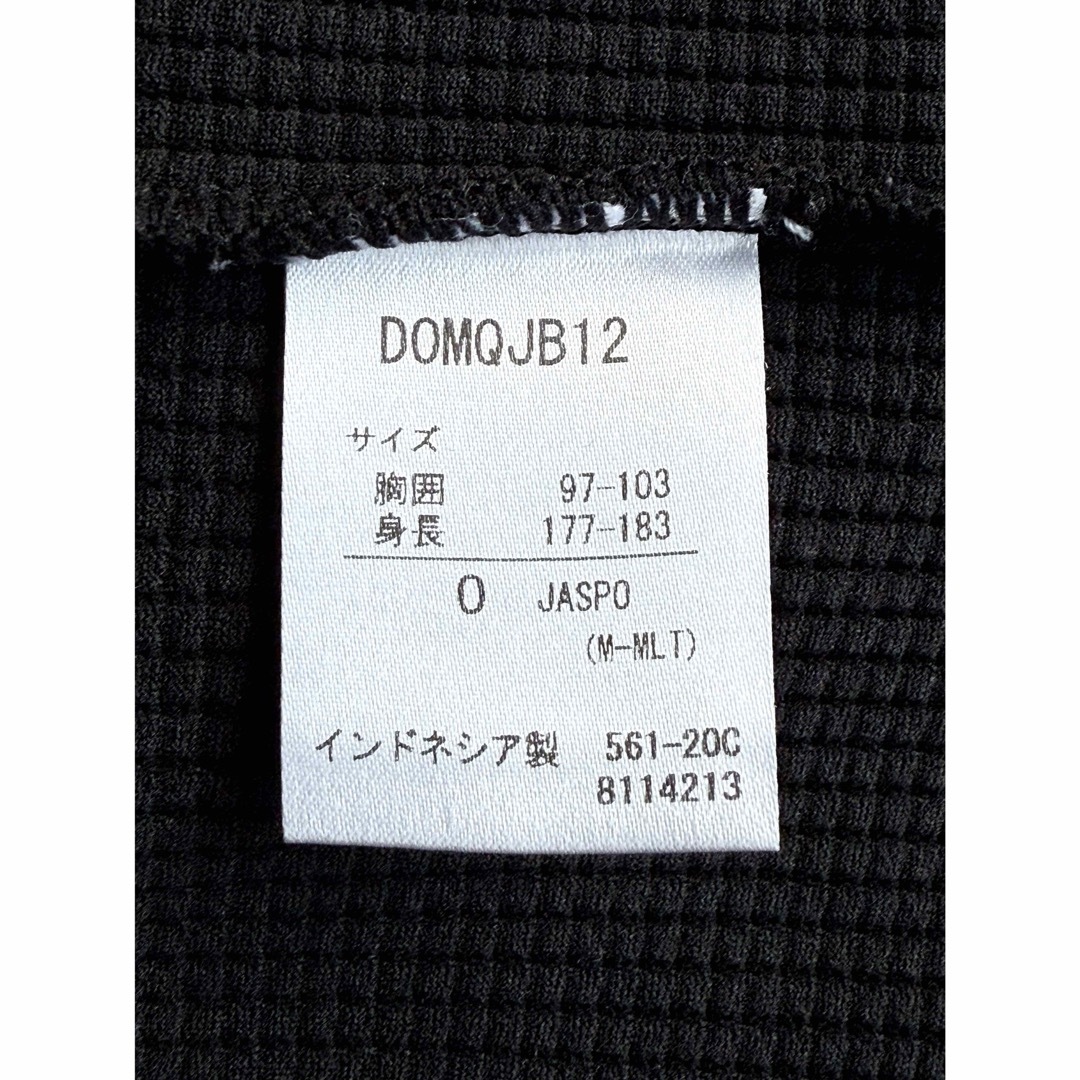 DOMQJB12
サイズ
胸囲 97-103
身長 177-183
O JASPO
(M-MLT)
インドネシア製 561-20C
8114213